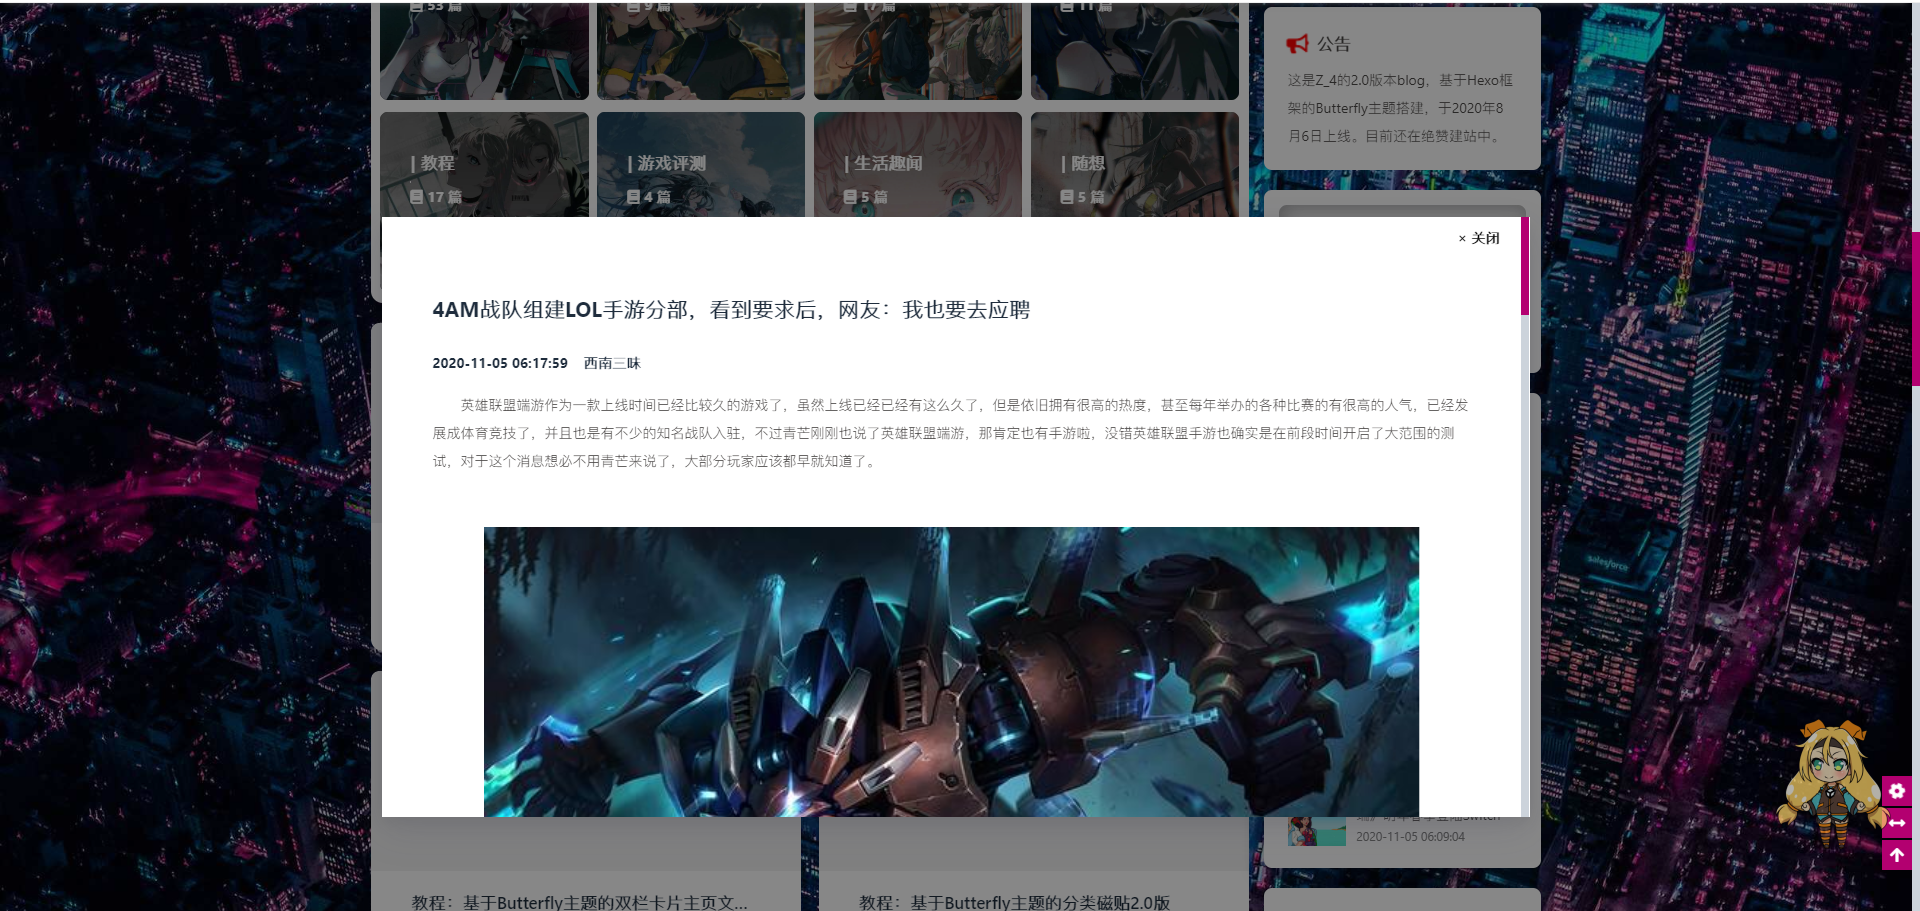 53 篇
9 篇
17 篇
11 篇
| 教程
17 篇
| 游戏评测
4 篇
| 生活趣闻
5 篇
| 随想
5 篇
公告
这是Z_4的2.0版本blog，基于Hexo框
架的Butterfly主题搭建，于2020年8
月6日上线。目前还在绝赞建站中。
× 关闭
4AM战队组建LOL手游分部，看到要求后，网友：我也要去应聘
2020-11-05 06:17:59 西南三味
英雄联盟端游作为一款上线时间已经比较久的游戏了，虽然上线已经已经有这么久了，但是依旧拥有很高的热度，甚至每年举办的各种比赛的有很高的人气，已经发
展成体育竞技了，并且也是有不少的知名战队入驻，不过青芒刚刚也说了英雄联盟端游，那肯定也有手游啦，没错英雄联盟手游也确实是在前段时间开启了大范围的测
试，对于这个消息想必不用青芒来说了，大部分玩家应该都早就知道了。
salesforce
2020-11-05 06:09:04
教程：基于Butterfly主题的双栏卡片主页文...
教程：基于Butterfly主题的分类磁贴2.0版